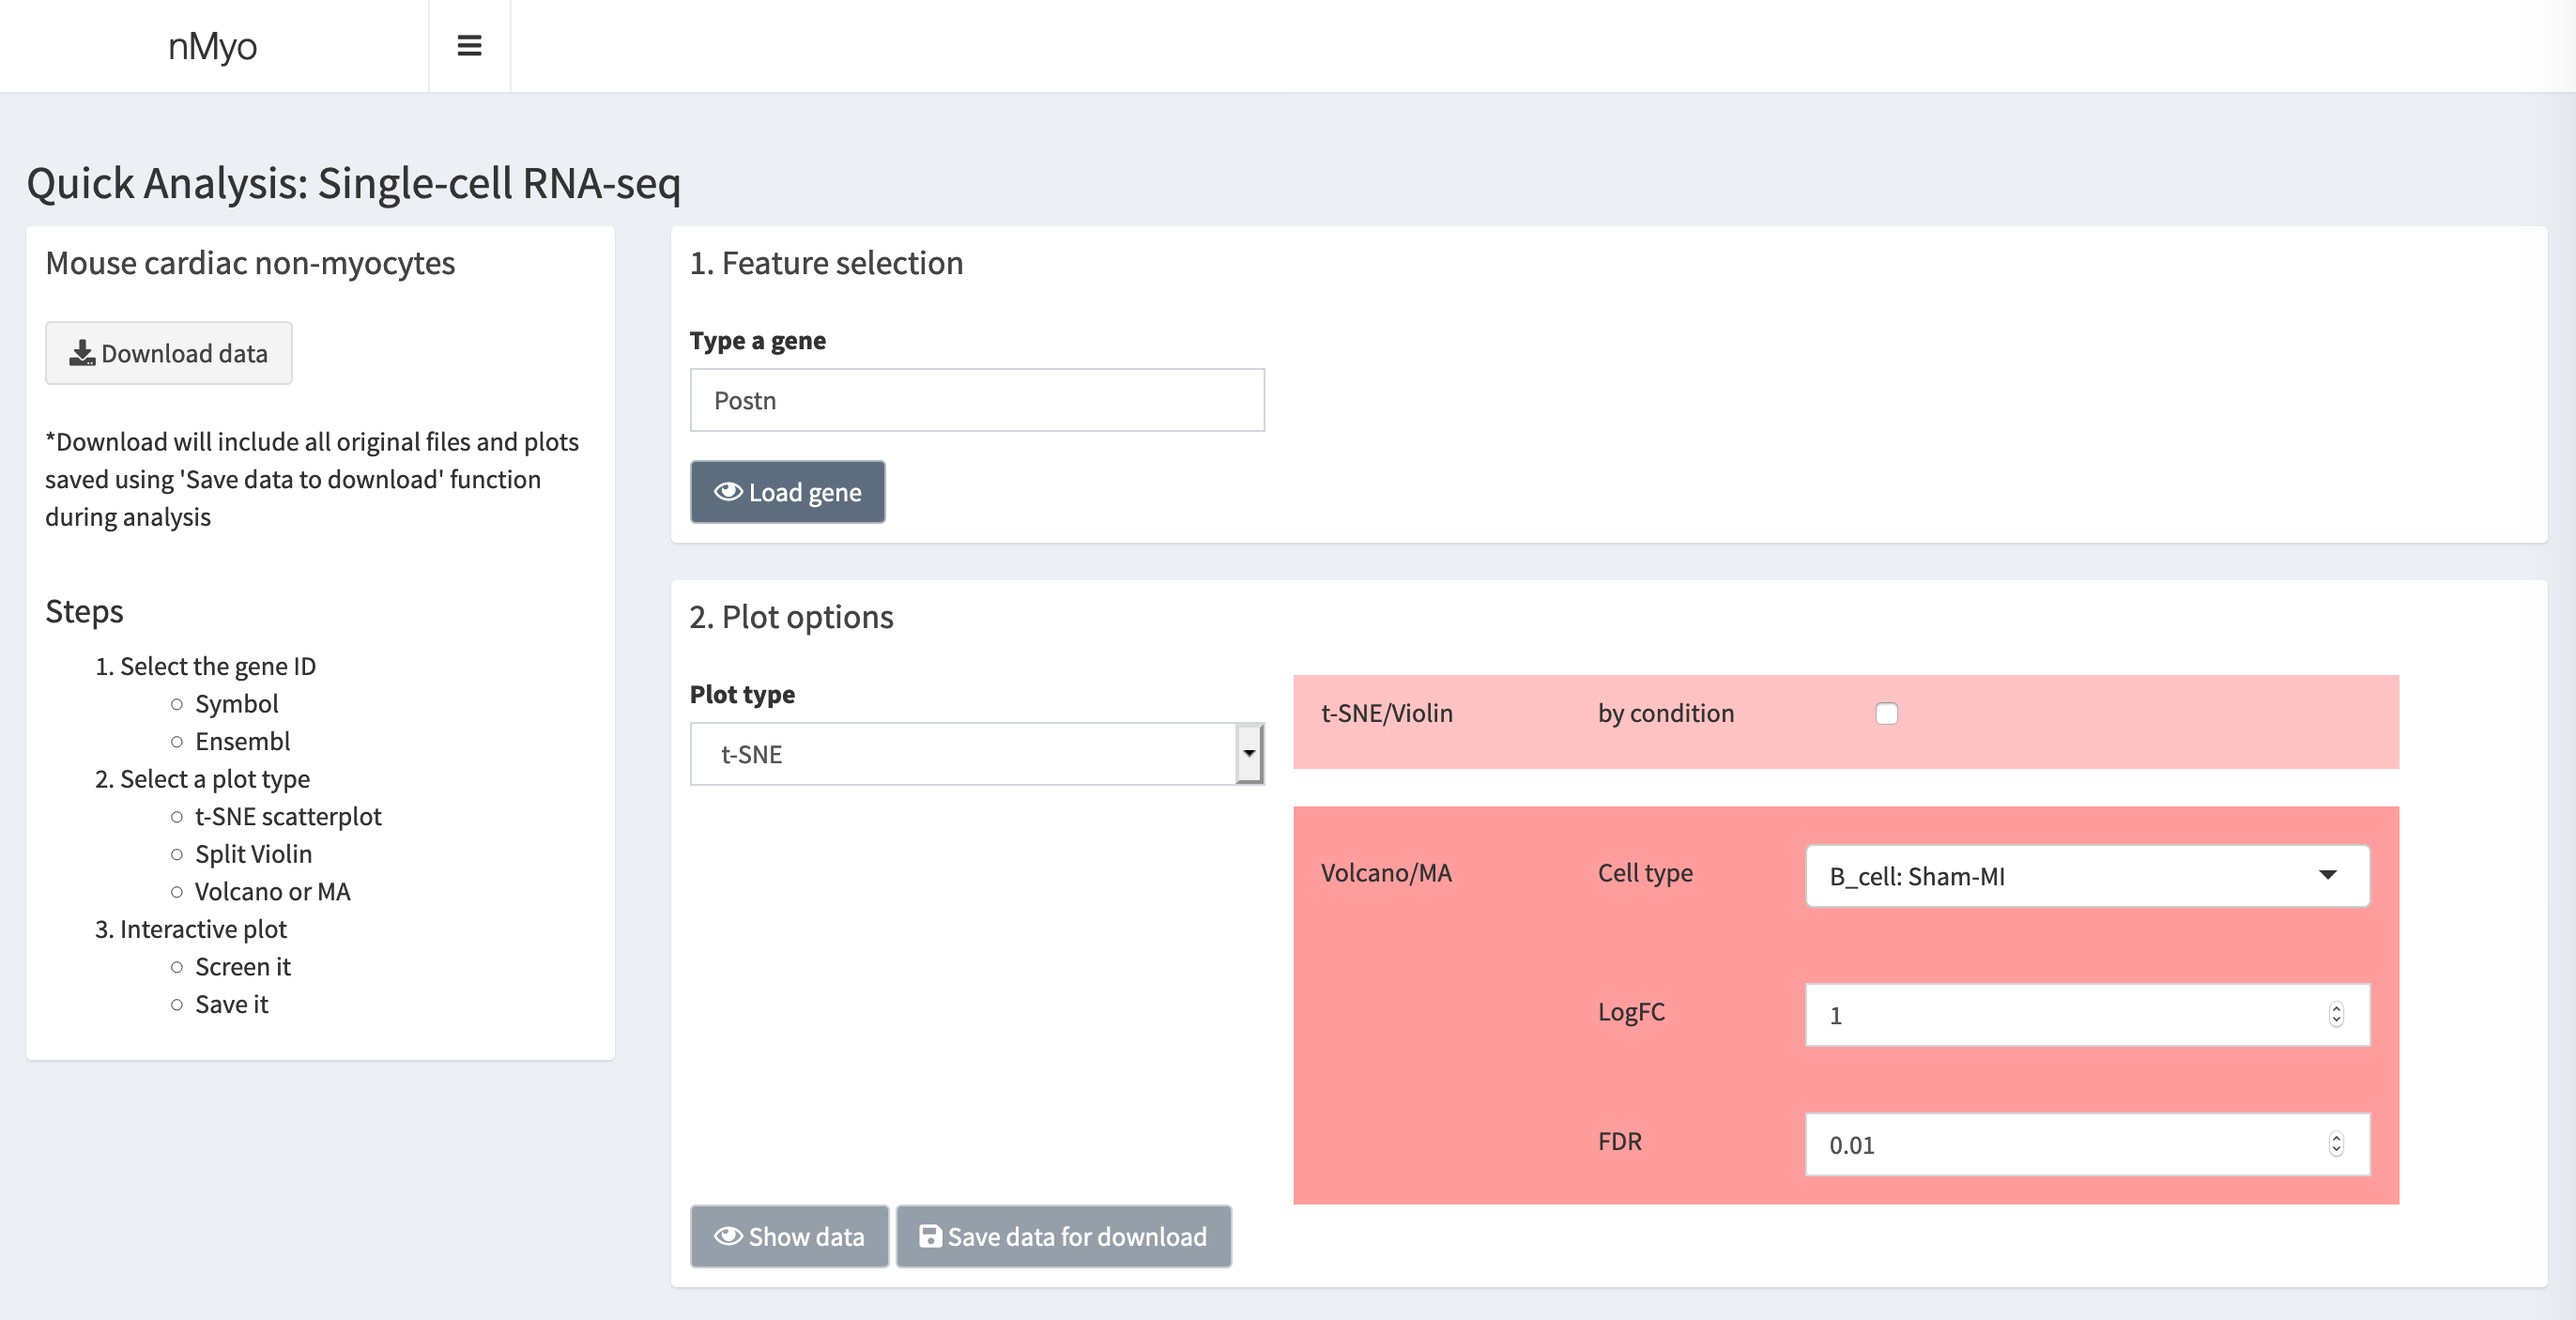 nMyo
Quick Analysis: Single-cell RNA-seq
Mouse cardiac non-myocytes
Download data
*Download will include all original files and plots
saved using 'Save data to download' function
during analysis
Steps
1. Select the gene ID
Symbol
Ensembl
2. Select a plot type
t-SNE scatterplot
Split Violin
Volcano or MA
3. Interactive plot
Screen it
Save it
1. Feature selection
Type a gene
Postn
Load gene
2. Plot options
Plot type
t-SNE
t-SNE/Violin by condition
Volcano/MA Cell type B_cell: Sham-MI
LogFC 1
FDR 0.01
Show data Save data for download